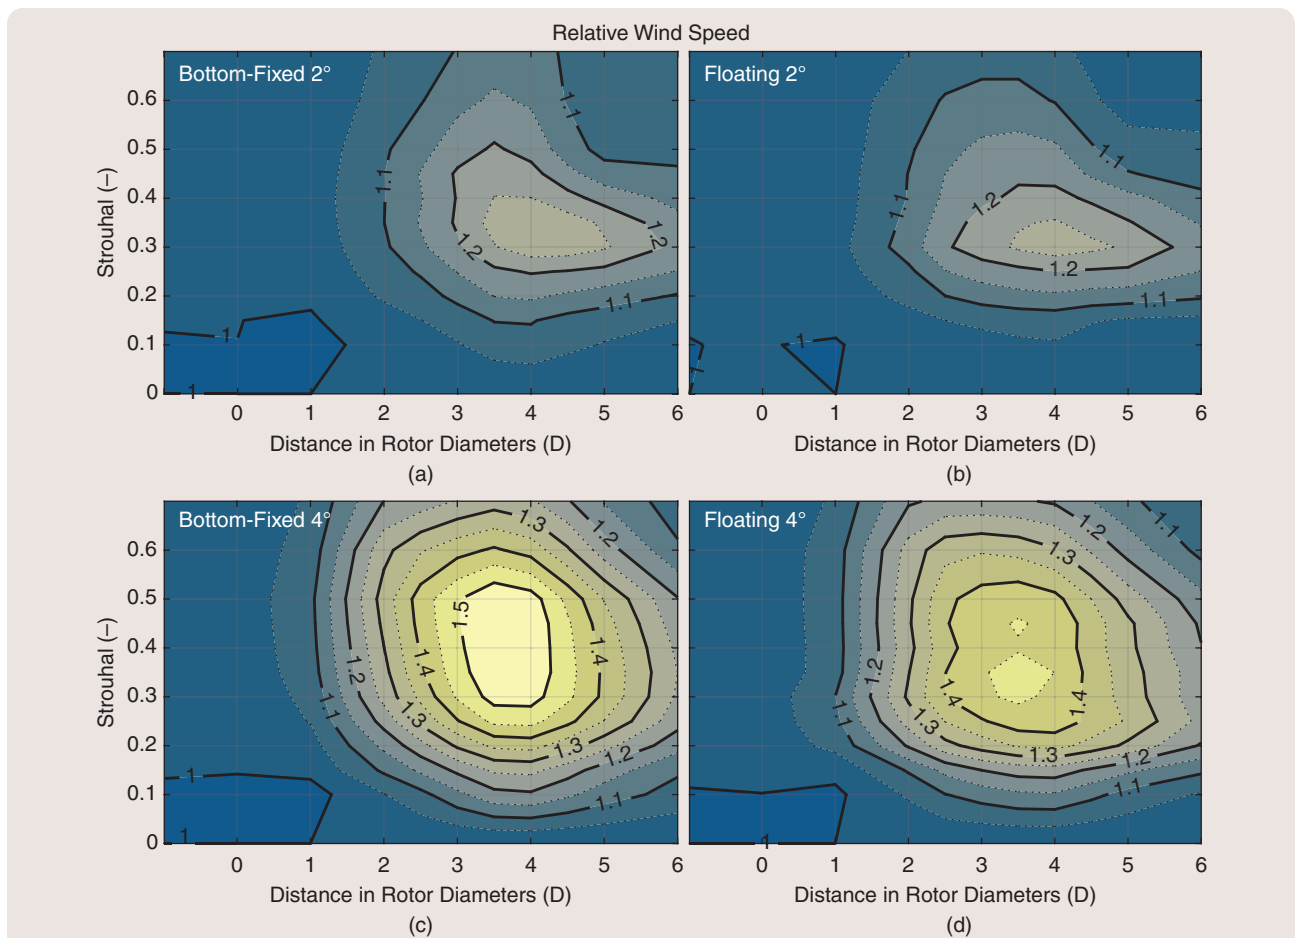 Relative Wind Speed
Bottom-Fixed 2°
Floating 2°
Strouhal (–)
0.6
0.5
0.4
0.3
0.2
0.1
0
1.1
1.1
1.2
1.2
1.1
1
1
1.1
1.1
1.2
1.2
1.1
1
1
0 1 2 3 4 5 6
0 1 2 3 4 5 6
Distance in Rotor Diameters (D)
Distance in Rotor Diameters (D)
(a)
(b)
Bottom-Fixed 4°
Floating 4°
Strouhal (–)
0.6
0.5
0.4
0.3
0.2
0.1
0
1.3
1.2
1.5
1.4
1.4
1.2
1.1
1.3
1.3
1.2
1.1
1
1
1.2
1.1
1.3
1.2
1.4
1.4
1.1
1.3
1.3
1.2
1.1
1
0 1 2 3 4 5 6
0 1 2 3 4 5 6
Distance in Rotor Diameters (D)
Distance in Rotor Diameters (D)
(c)
(d)